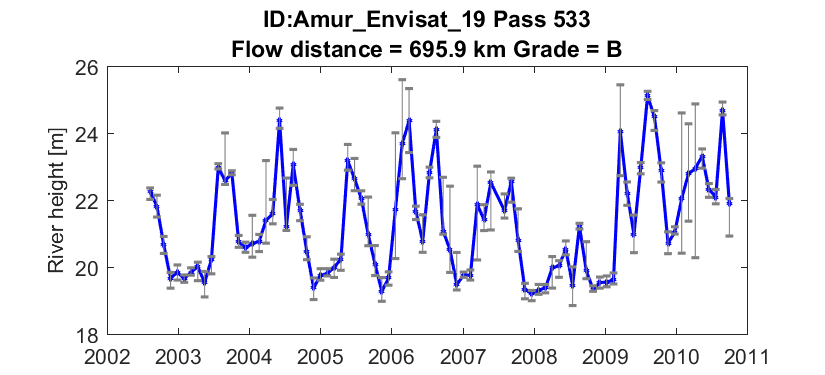 ID:Amur_Envisat_19 Pass 533
Flow distance = 695.9 km Grade = B
River height [m]
26
24
22
20
18
2002 2003 2004 2005 2006 2007 2008 2009 2010 2011